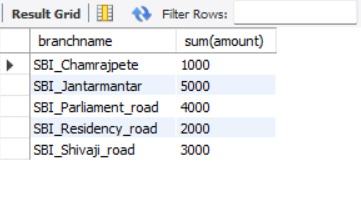 Result Grid Filter Rows:
branchname sum(amount)
SBI_Chamrajpete 1000
SBI_Jantarmantar 5000
SBI_Parliament_road 4000
SBI_Residency_road 2000
SBI_Shivaji_road 3000